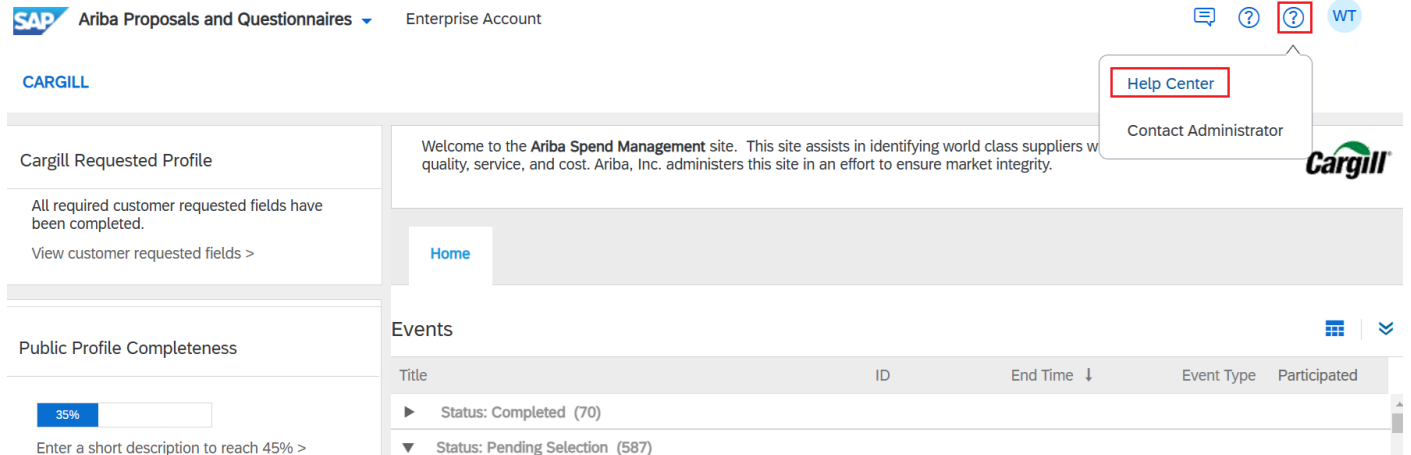 SAP Ariba Proposals and Questionnaires Enterprise Account ? ? WT
CARGILL
Help Center
Contact Administrator
Cargill Requested Profile
All required customer requested fields have
been completed.
View customer requested fields >
Public Profile Completeness
35%
Enter a short description to reach 45% >
Welcome to the Ariba Spend Management site. This site assists in identifying world class suppliers w
quality, service, and cost. Ariba, Inc. administers this site in an effort to ensure market integrity.
Cargill
Home
Events
Title ID End Time ↓ Event Type Participated
Status: Completed (70)
Status: Pending Selection (587)